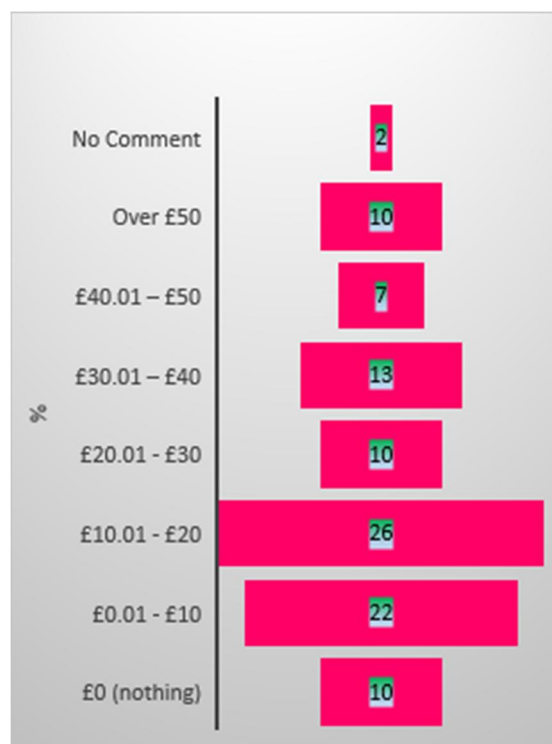 No Comment 2
Over £50 10
£40.01 – £50 7
£30.01 – £40 13
%
£20.01 - £30 10
£10.01 - £20 26
£0.01 - £10 22
£0 (nothing) 10